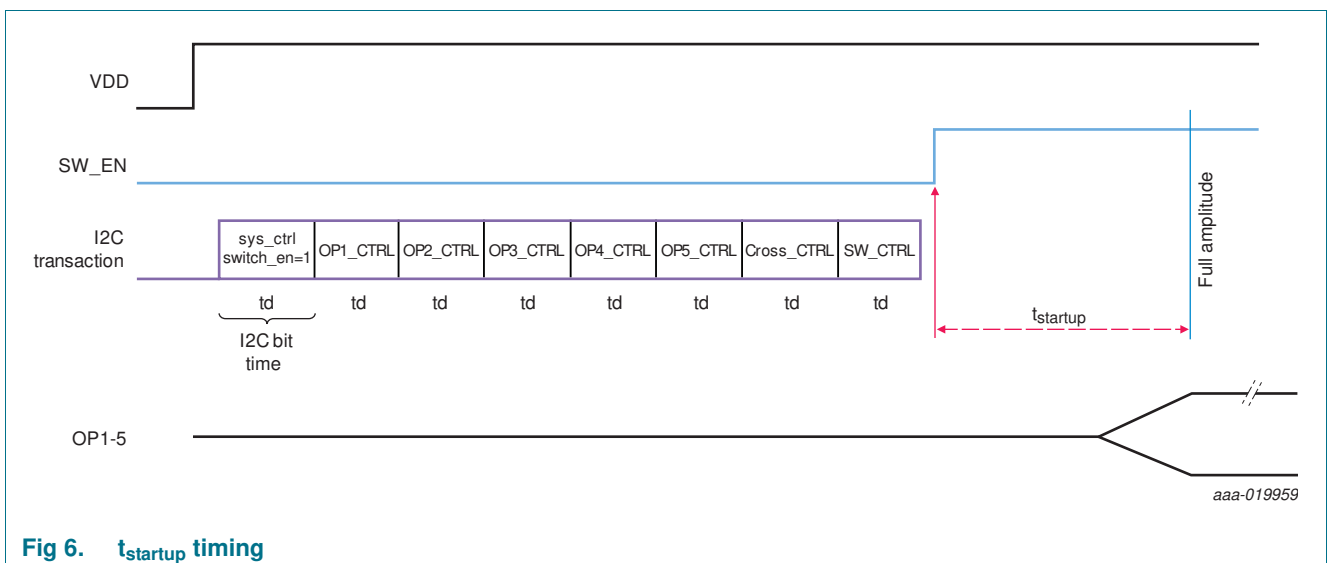 VDD
SW_EN
Full amplitude
I2C
transaction
sys_ctrl
switch_en=1
OP1_CTRL OP2_CTRL OP3_CTRL OP4_CTRL OP5_CTRL Cross_CTRL SW_CTRL
td td td td td td td td
I2C bit
time
tstartup
OP1-5
aaa-019959
Fig 6. tstartup timing